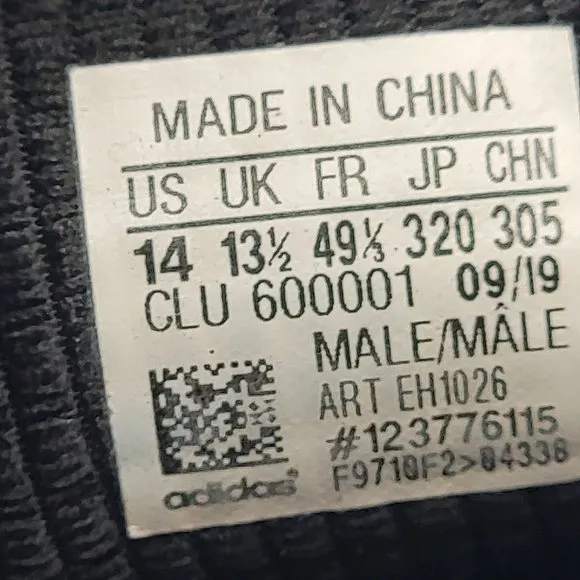 MADE IN CHINA
US UK FR JP CHN
14 13½ 49⅓ 320 305
CLU 600001 09/19
MALE/MÂLE
ART EH1026
#123776115
F9710F2>04338
adidas